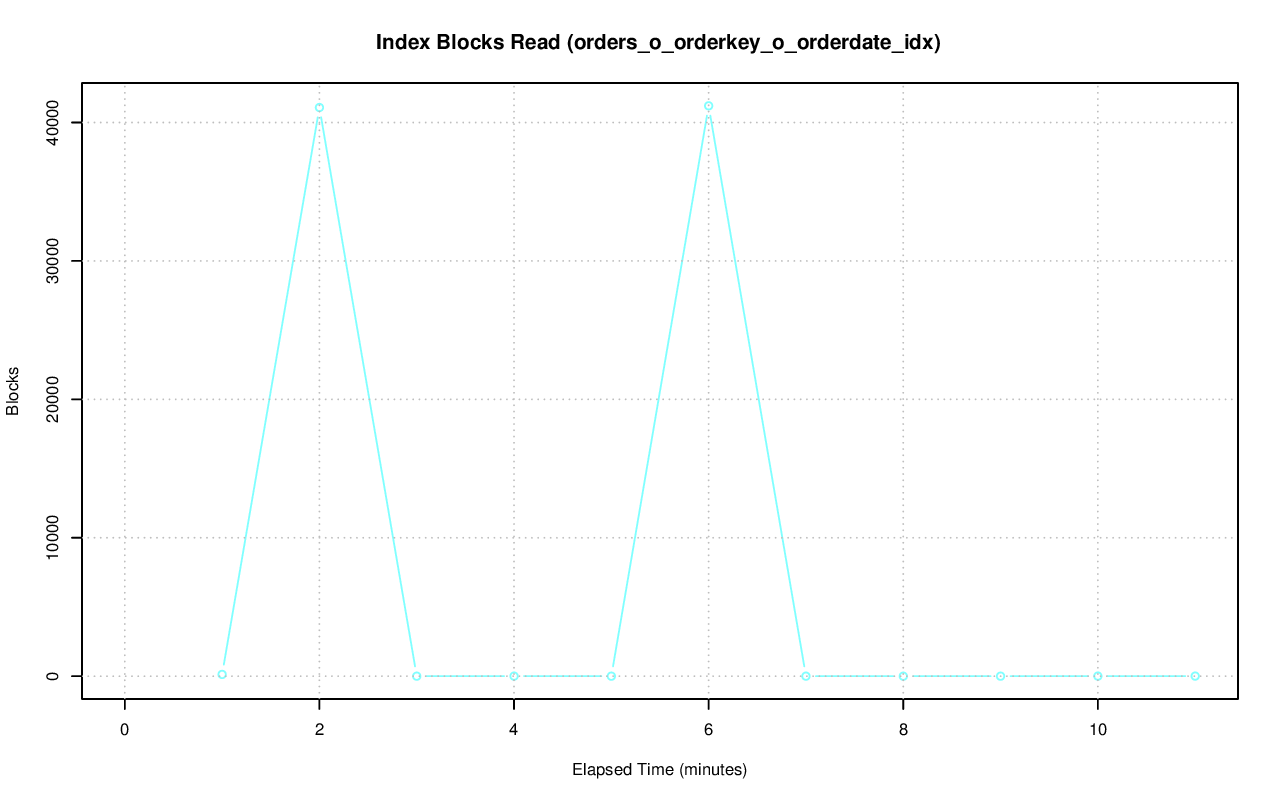 Index Blocks Read (orders_o_orderkey_o_orderdate_idx)
40000
30000
20000
10000
0
Blocks
0 2 4 6 8 10
Elapsed Time (minutes)